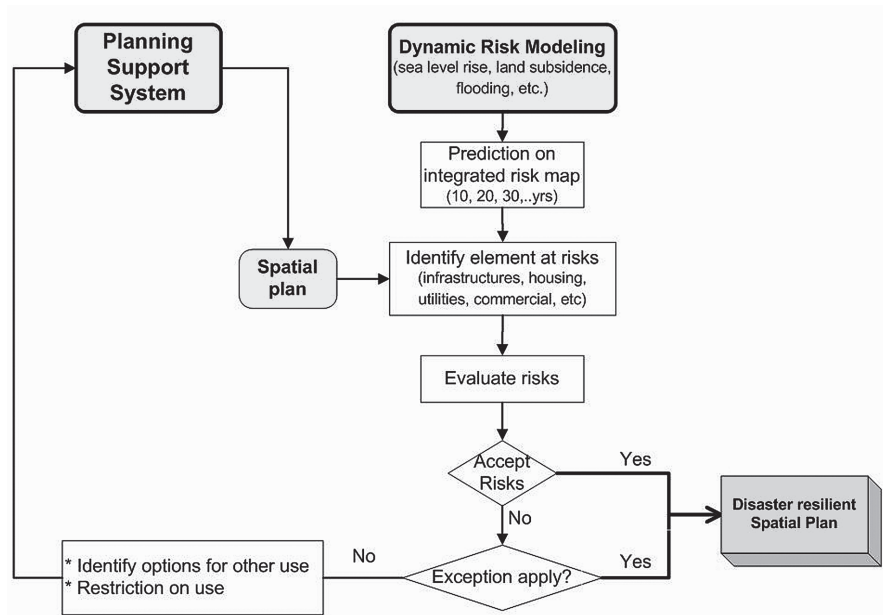 Planning
Support
System
Dynamic Risk Modeling
(sea level rise, land subsidence,
flooding, etc.)
Prediction on
integrated risk map
(10, 20, 30,..yrs)
Spatial
plan
Identify element at risks
(infrastructures, housing,
utilities, commercial, etc)
Evaluate risks
Accept
Risks
Yes
No
Disaster resilient
Spatial Plan
Exception apply?
Yes
No
* Identify options for other use
* Restriction on use